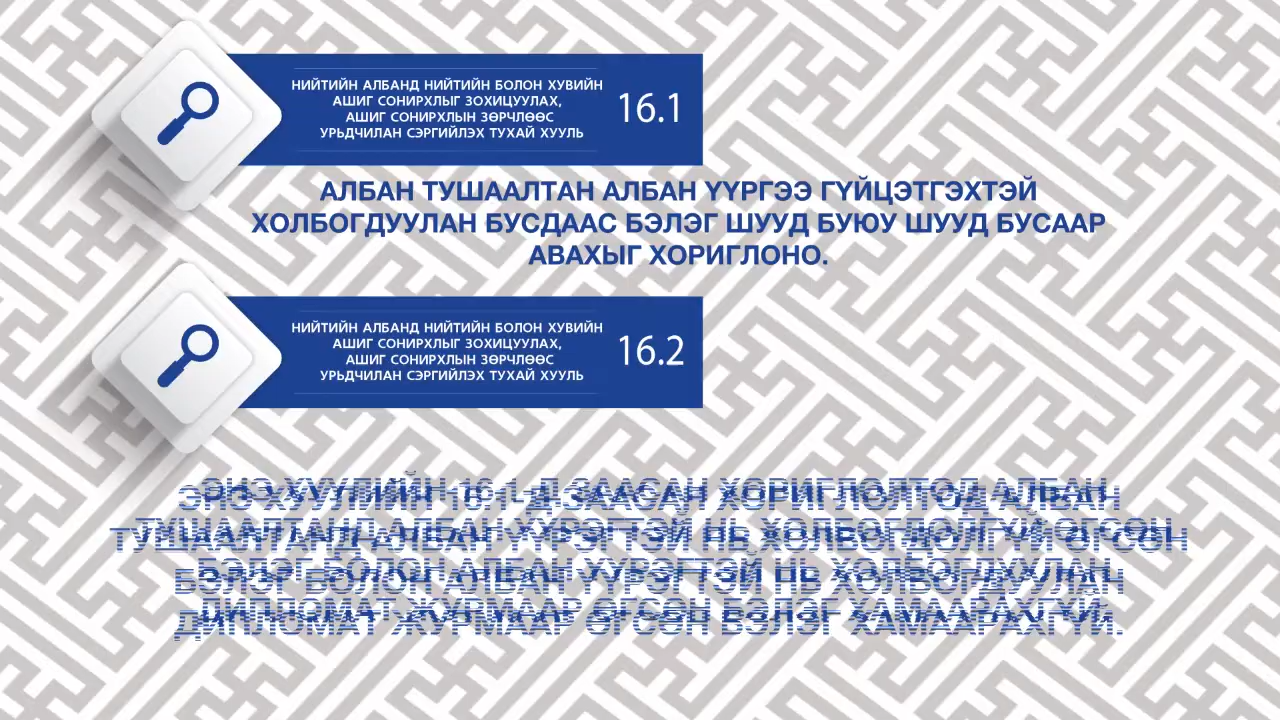 НИЙТИЙН АЛБАНД НИЙТИЙН БОЛОН ХУВИЙН
АШИГ СОНИРХЛЫГ ЗОХИЦУУЛАХ,
АШИГ СОНИРХЛЫН ЗӨРЧЛӨӨС
УРЬДЧИЛАН СЭРГИЙЛЭХ ТУХАЙ ХУУЛЬ
16.1
АЛБАН ТУШААЛТАН АЛБАН ҮҮРГЭЭ ГҮЙЦЭТГЭХТЭЙ
ХОЛБОГДУУЛАН БУСДААС БЭЛЭГ ШУУД БУЮУ ШУУД БУСААР
АВАХЫГ ХОРИГЛОНО.
НИЙТИЙН АЛБАНД НИЙТИЙН БОЛОН ХУВИЙН
АШИГ СОНИРХЛЫГ ЗОХИЦУУЛАХ,
АШИГ СОНИРХЛЫН ЗӨРЧЛӨӨС
УРЬДЧИЛАН СЭРГИЙЛЭХ ТУХАЙ ХУУЛЬ
16.2
ЭНЭ ХУУЛИЙН 16.1-Д ЗААСАН ХОРИГЛОЛТОД АЛБАН
ТУШААЛТАНД АЛБАН ҮҮРЭГТЭЙ НЬ ХОЛБОГДОЛГҮЙ ӨГСӨН
БЭЛЭГ БОЛОН АЛБАН ҮҮРЭГТЭЙ НЬ ХОЛБОГДУУЛАН
ДИПЛОМАТ ЖУРМААР ӨГСӨН БЭЛЭГ ХАМААРАХГҮЙ.